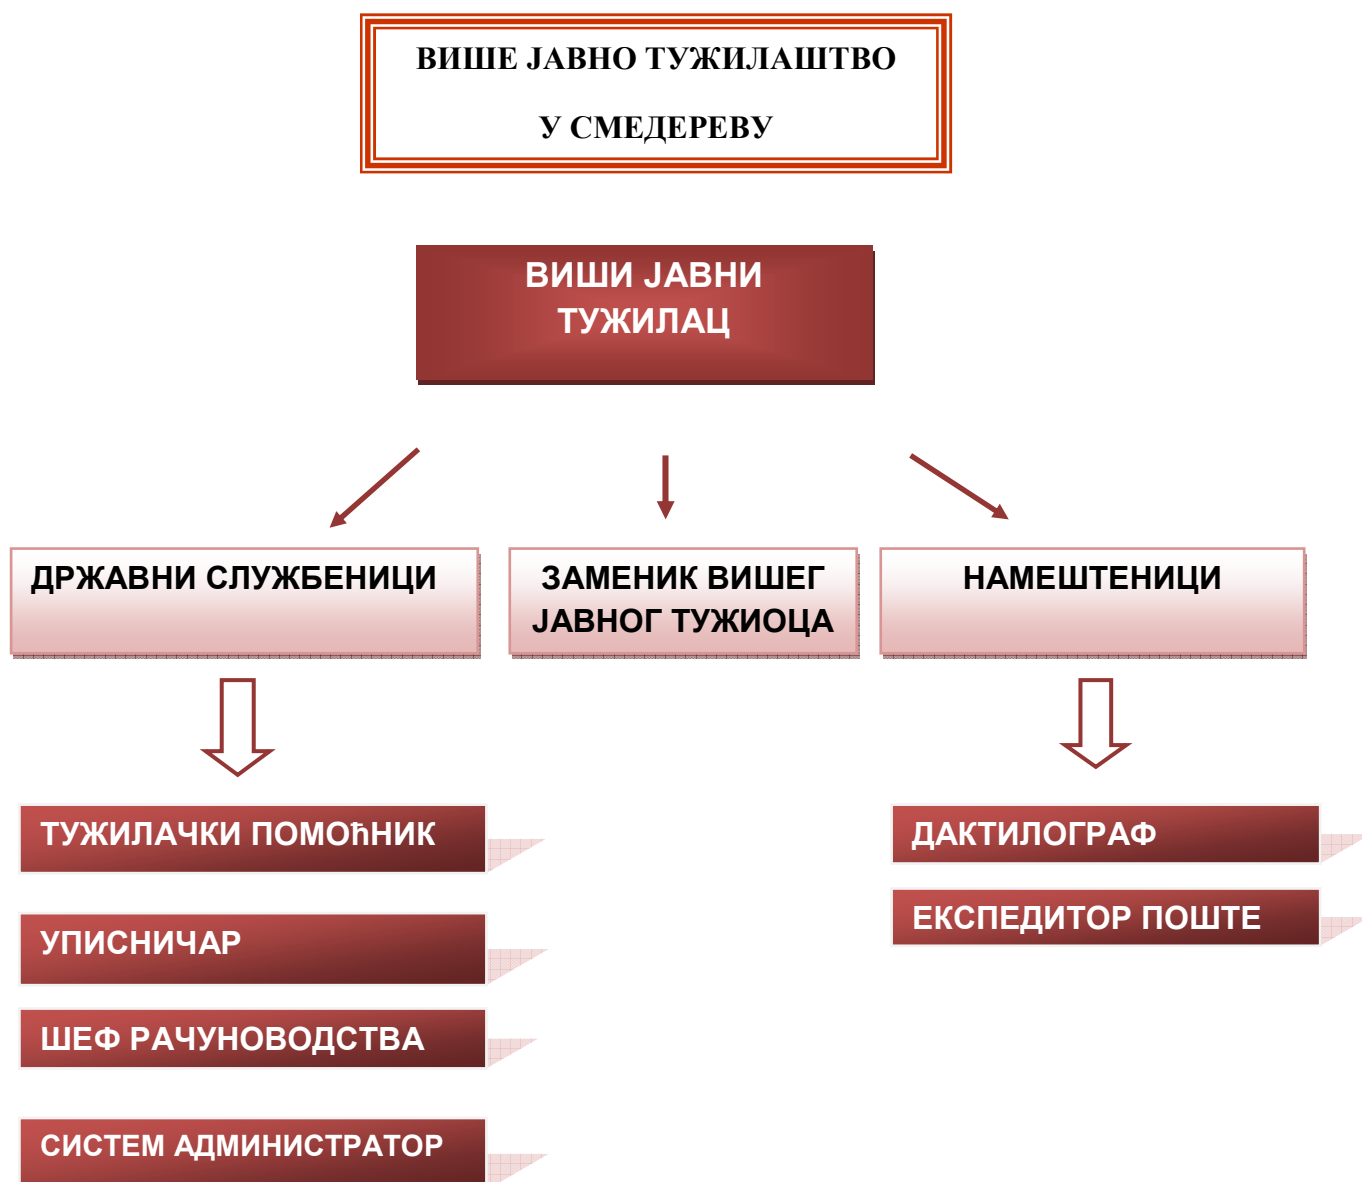 ВИШЕ ЈАВНО ТУЖИЛАШТВО
У СМЕДЕРЕВУ
ВИШИ ЈАВНИ
ТУЖИЛАЦ
ДРЖАВНИ СЛУЖБЕНИЦИ
ЗАМЕНИК ВИШЕГ
ЈАВНОГ ТУЖИОЦА
НАМЕШТЕНИЦИ
ТУЖИЛАЧКИ ПОМОћНИК
УПИСНИЧАР
ШЕФ РАЧУНОВОДСТВА
СИСТЕМ АДМИНИСТРАТОР
ДАКТИЛОГРАФ
ЕКСПЕДИТОР ПОШТЕ